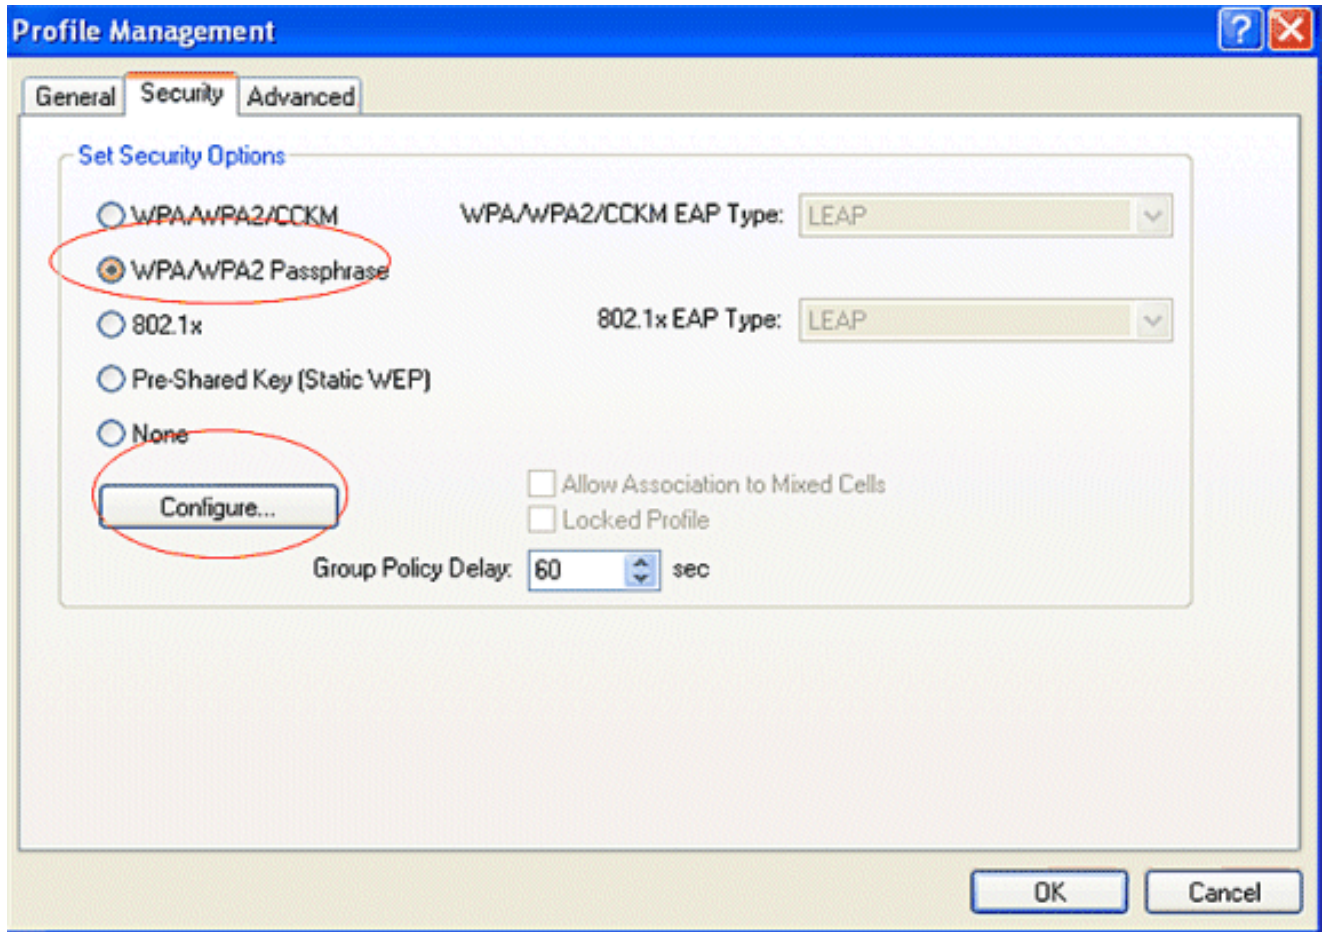 Profile Management
General Security Advanced
Set Security Options
WPA/WPA2/CCKM WPA/WPA2/CCKM EAP Type: LEAP
WPA/WPA2 Passphrase
802.1x 802.1x EAP Type: LEAP
Pre-Shared Key (Static WEP)
None
Configure... Allow Association to Mixed Cells
Locked Profile
Group Policy Delay: 60 sec
OK Cancel